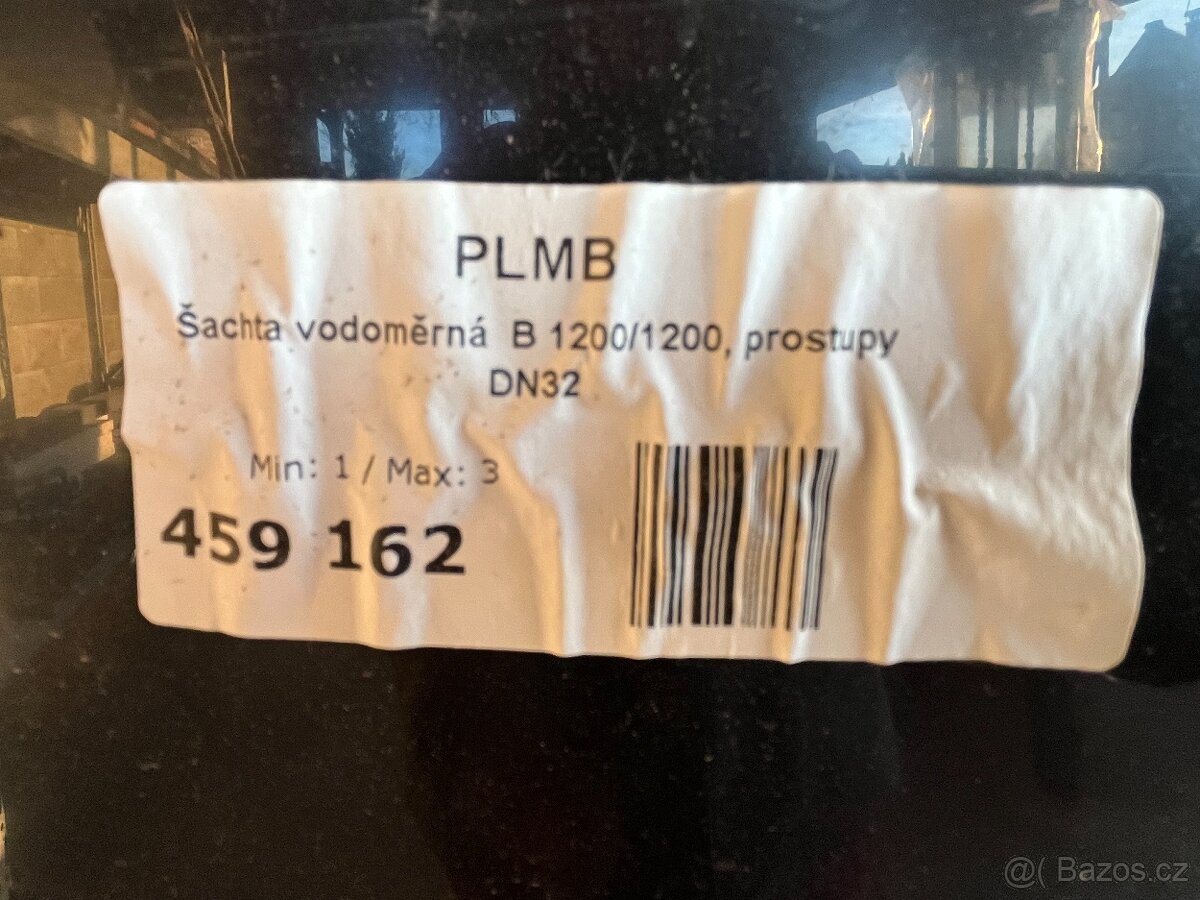 PLMB
Šachta vodoměrná B 1200/1200, prostupy
DN32
Min: 1 / Max: 3
459 162
@( Bazos.cz